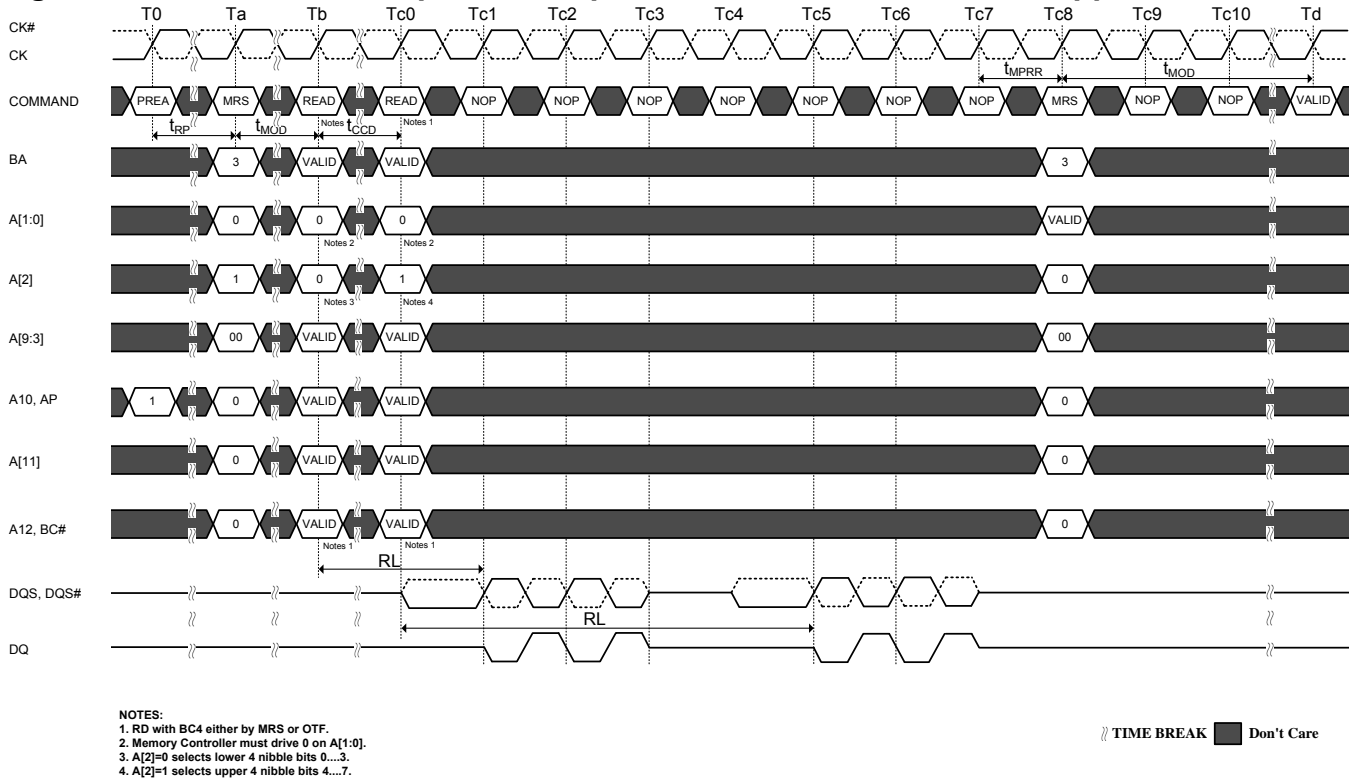 T0 Ta Tb Tc0 Tc1 Tc2 Tc3 Tc4 Tc5 Tc6 Tc7 Tc8 Tc9 Tc10 Td
CK#
CK
tMPRR tMOD
COMMAND PREA MRS READ READ NOP NOP NOP NOP NOP NOP NOP MRS NOP NOP VALID
Notes 1 Notes 1
tRP tMOD tCCD
BA 3 VALID VALID 3
A[1:0] 0 0 0 VALID
Notes 2 Notes 2
A[2] 1 0 1 0
Notes 3 Notes 4
A[9:3] 00 VALID VALID 00
A10, AP 1 0 VALID VALID 0
A[11] 0 VALID VALID 0
A12, BC# 0 VALID VALID 0
Notes 1 Notes 1
RL
DQS, DQS#
RL
DQ
NOTES:
1. RD with BC4 either by MRS or OTF.
2. Memory Controller must drive 0 on A[1:0].
3. A[2]=0 selects lower 4 nibble bits 0....3.
4. A[2]=1 selects upper 4 nibble bits 4....7.
TIME BREAK Don't Care